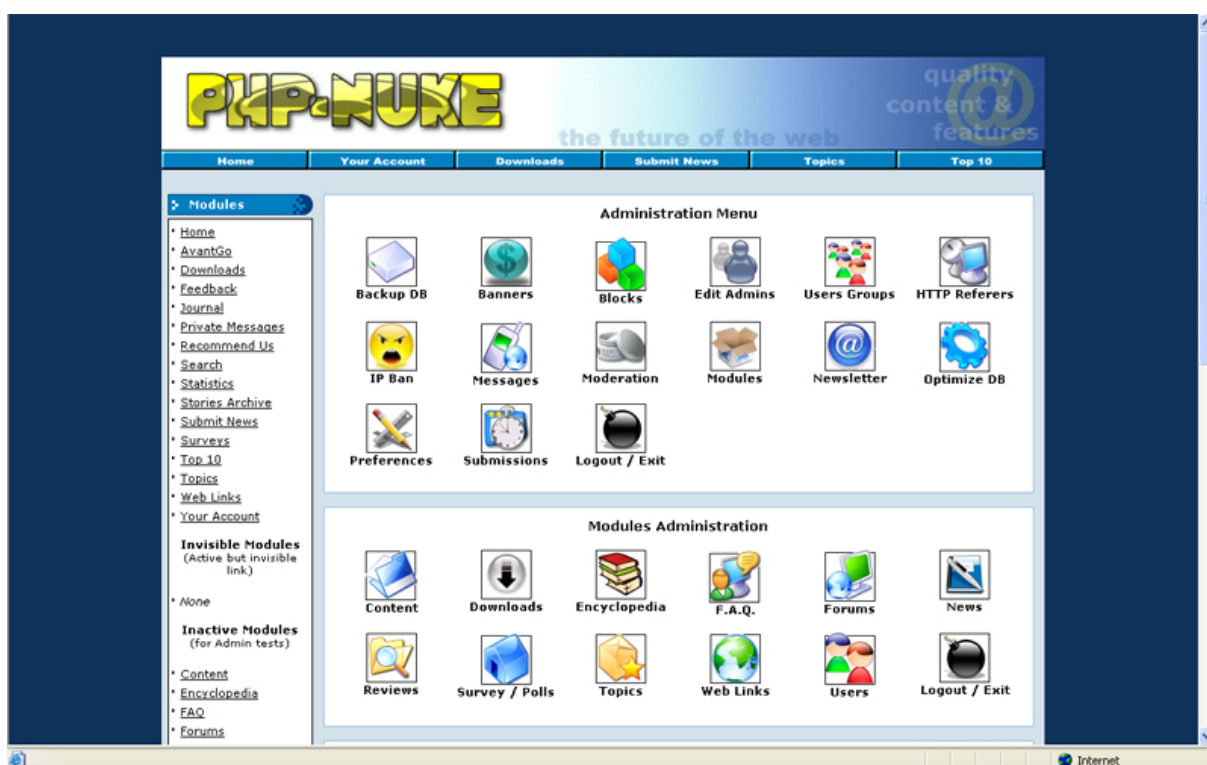 PHP-NUKE
quality
content &
features
the future of the web
@
Home Your Account Downloads Submit News Topics Top 10
Modules
· Home
· AvantGo
· Downloads
· Feedback
· Journal
· Private Messages
· Recommend Us
· Search
· Statistics
· Stories Archive
· Submit News
· Surveys
· Top 10
· Topics
· Web Links
· Your Account
Invisible Modules
(Active but invisible
link)
· None
Inactive Modules
(for Admin tests)
· Content
· Encyclopedia
· FAQ
· Forums
Administration Menu
Backup DB Banners Blocks Edit Admins Users Groups HTTP Referers
IP Ban Messages Moderation Modules Newsletter Optimize DB
Preferences Submissions Logout / Exit
Modules Administration
Content Downloads Encyclopedia F.A.Q. Forums News
Reviews Survey / Polls Topics Web Links Users Logout / Exit
Internet